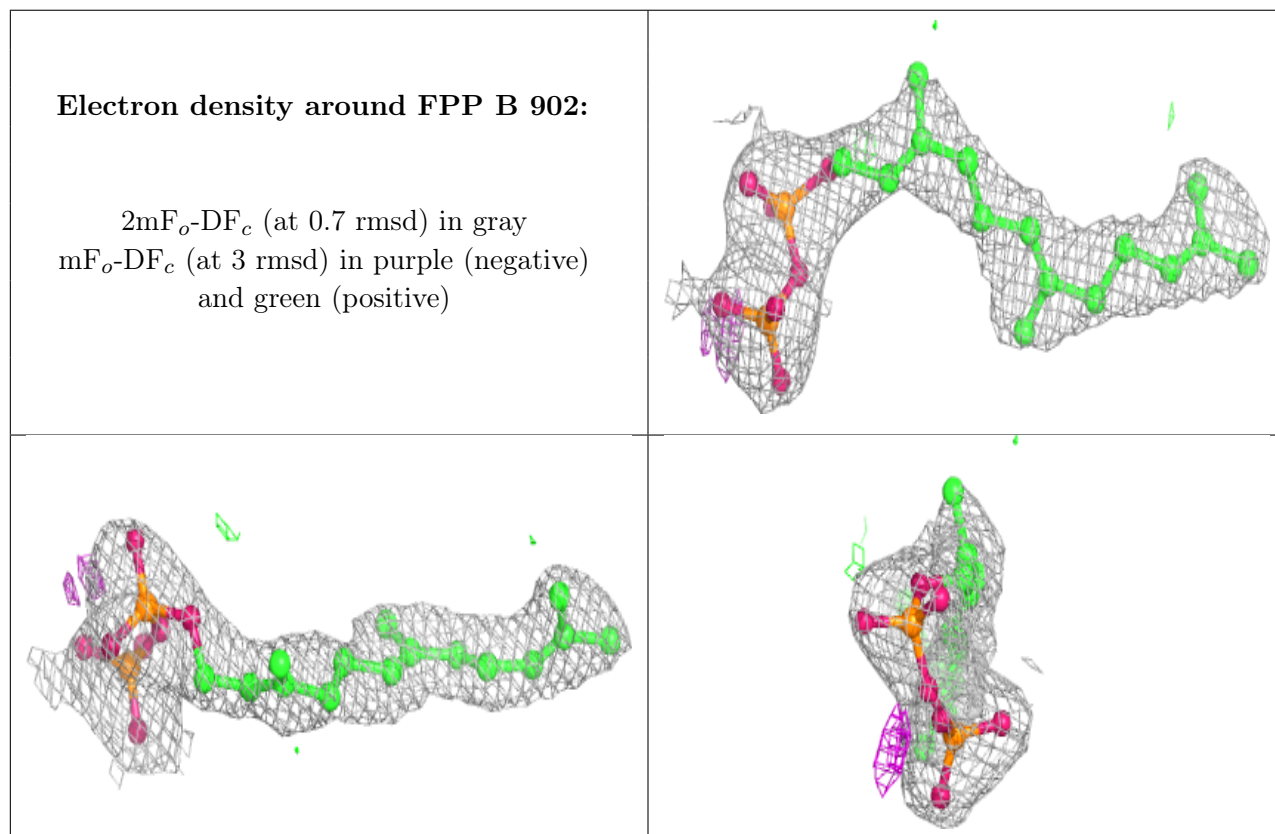 Electron density around FPP B 902:
2mFo-DFc (at 0.7 rmsd) in gray
mFo-DFc (at 3 rmsd) in purple (negative)
and green (positive)